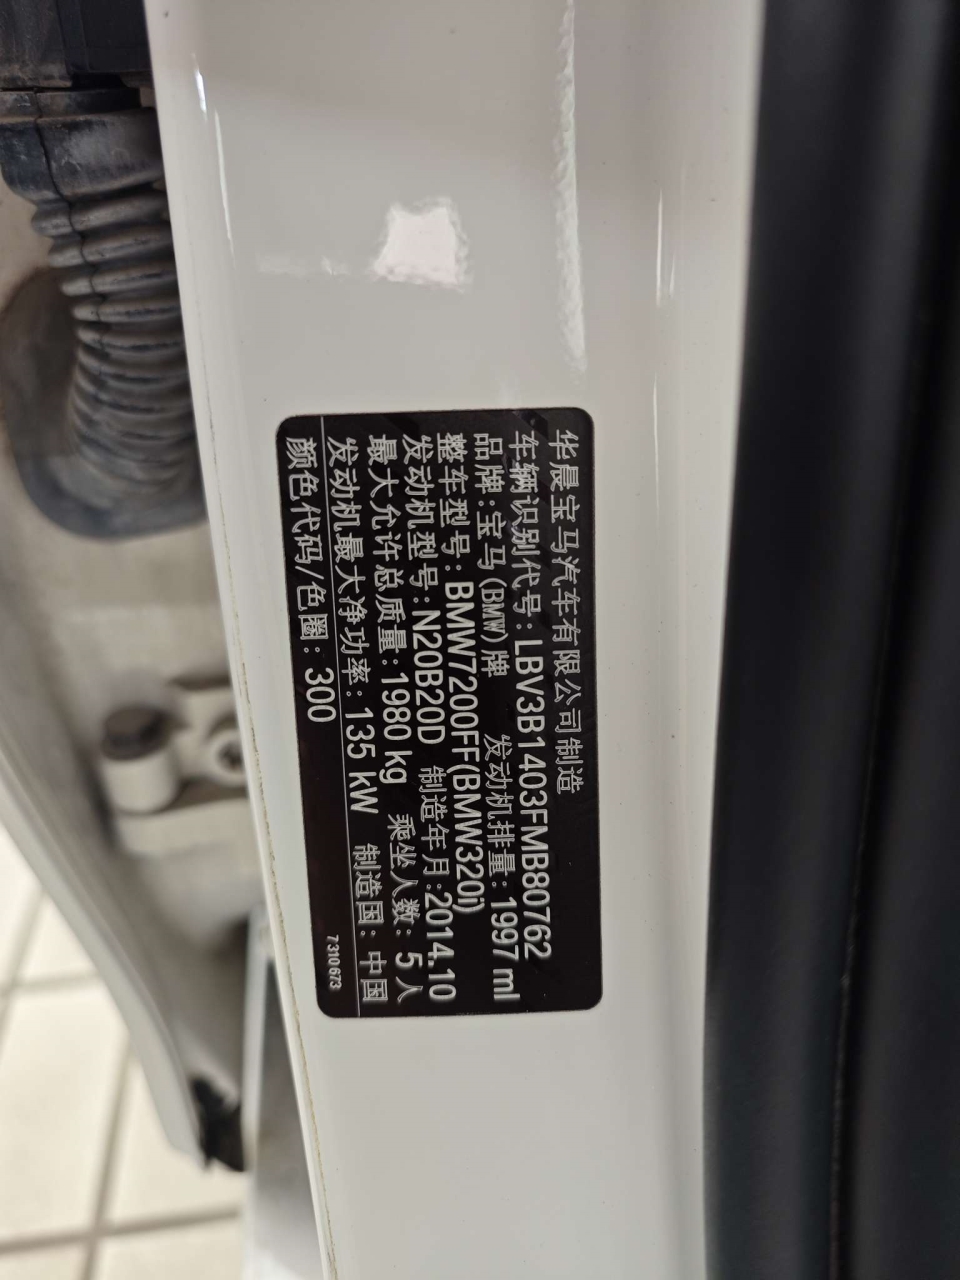 华晨宝马汽车有限公司制造
车辆识别代号：LBV3B1403FMB80762
品牌：宝马(BMW)牌 发动机排量：1997 ml
整车型号：BMW7200FF(BMW320i)
发动机型号：N20B20D 制造年月：2014.10
最大允许总质量：1980 kg 乘坐人数：5人
发动机最大净功率：135 kW 制造国：中国
颜色代码/色圈：300
7310673